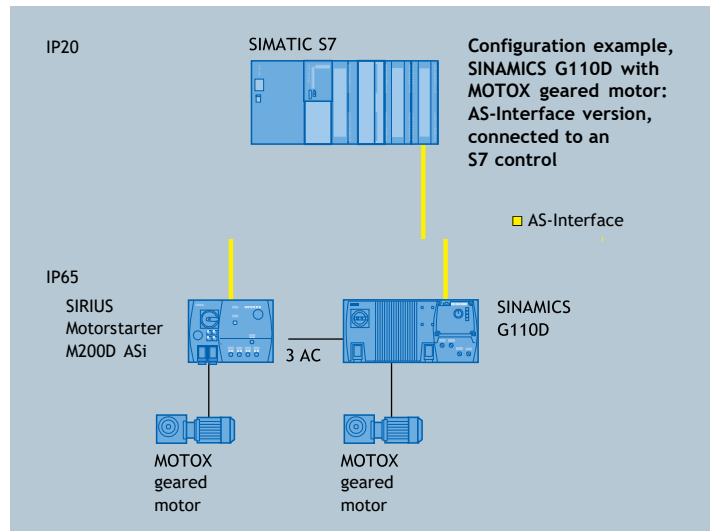 IP20
SIMATIC S7
Configuration example,
SINAMICS G110D with
MOTOX geared motor:
AS-Interface version,
connected to an
S7 control
AS-Interface
IP65
SIRIUS
Motorstarter
M200D ASi
3 AC
SINAMICS
G110D
MOTOX
geared
motor
MOTOX
geared
motor